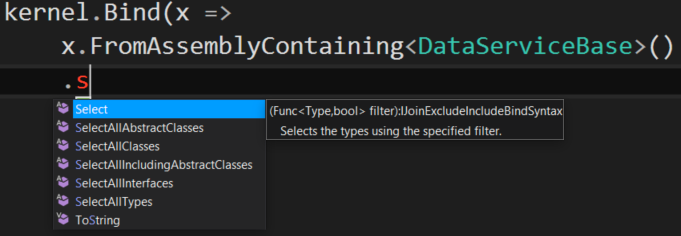 kernel.Bind(x =>
x.FromAssemblyContaining<DataServiceBase>()
.s
Select
(Func<Type,bool> filter):IJoinExcludeIncludeBindSyntax
Selects the types using the specified filter.
SelectAllAbstractClasses
SelectAllClasses
SelectAllIncludingAbstractClasses
SelectAllInterfaces
SelectAllTypes
ToString